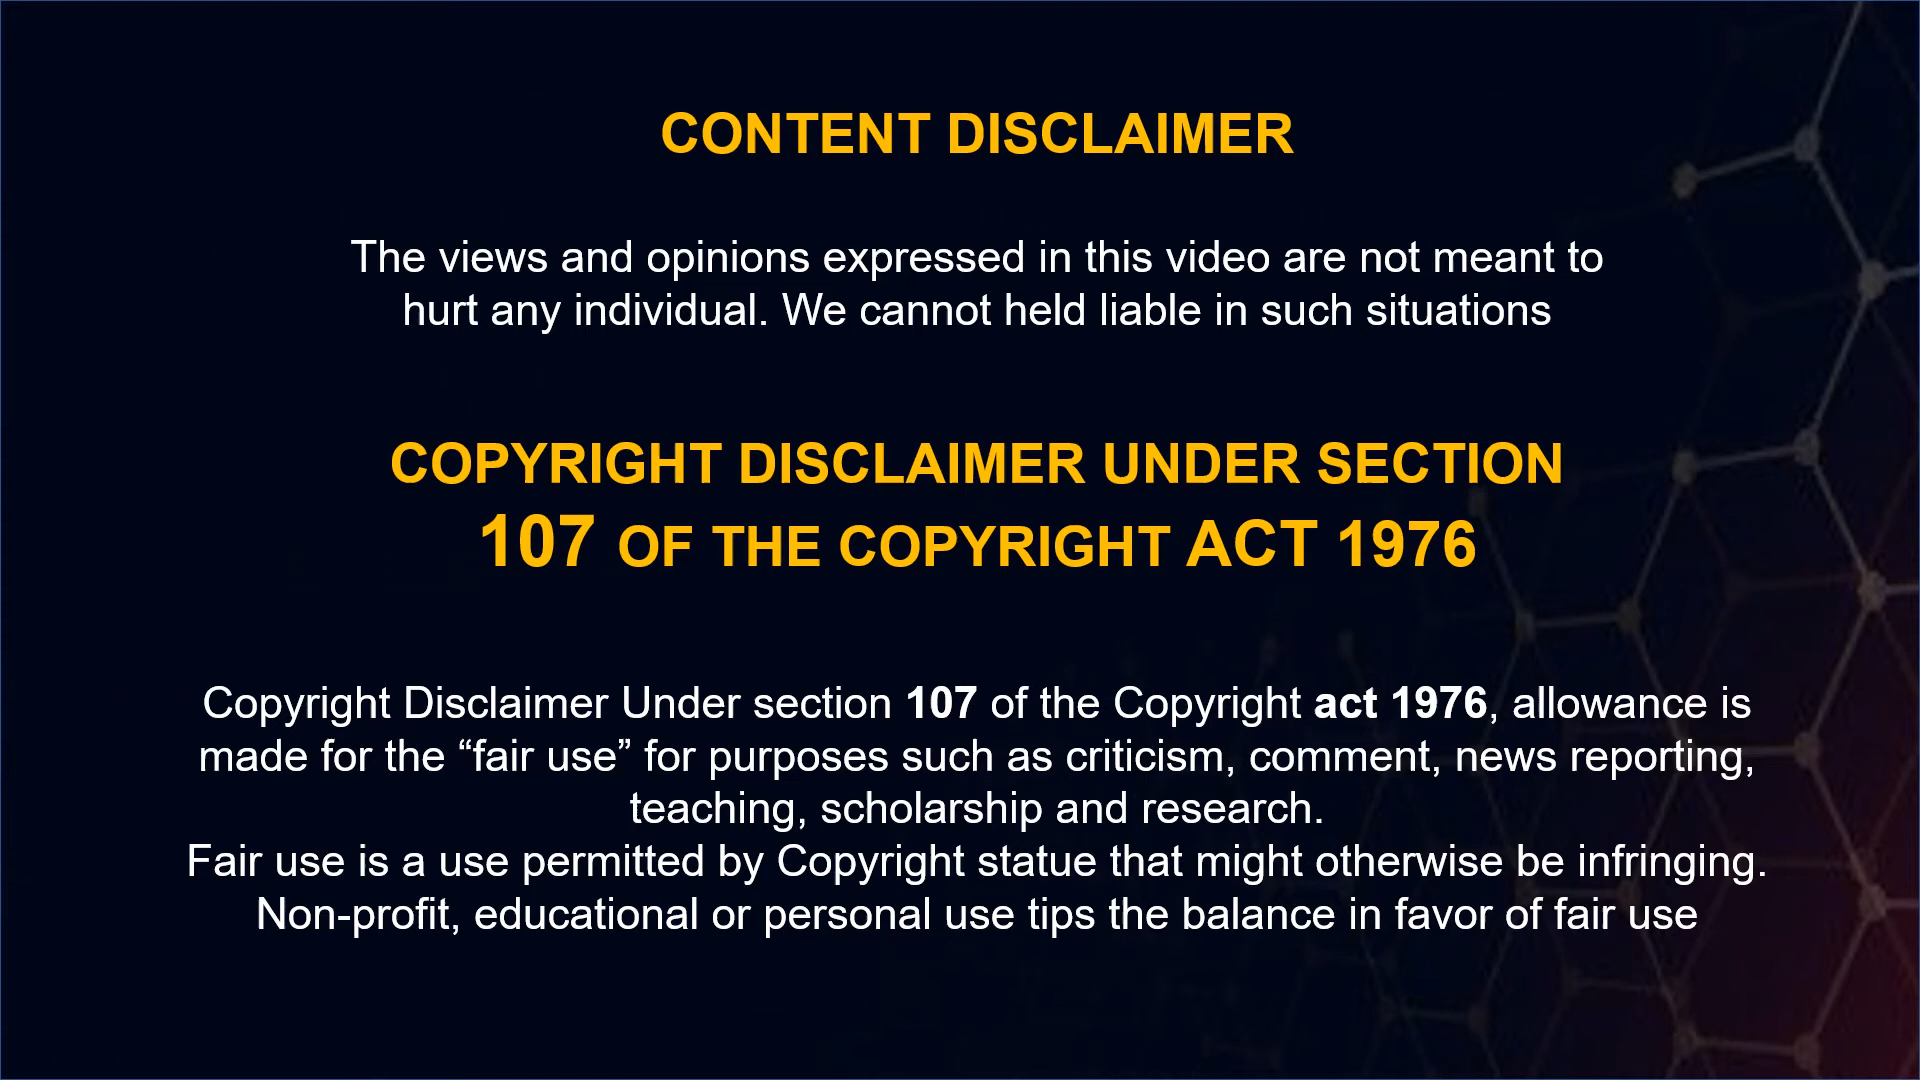 CONTENT DISCLAIMER
The views and opinions expressed in this video are not meant to
hurt any individual. We cannot held liable in such situations
COPYRIGHT DISCLAIMER UNDER SECTION
107 OF THE COPYRIGHT ACT 1976
Copyright Disclaimer Under section 107 of the Copyright act 1976, allowance is
made for the “fair use” for purposes such as criticism, comment, news reporting,
teaching, scholarship and research.
Fair use is a use permitted by Copyright statue that might otherwise be infringing.
Non-profit, educational or personal use tips the balance in favor of fair use